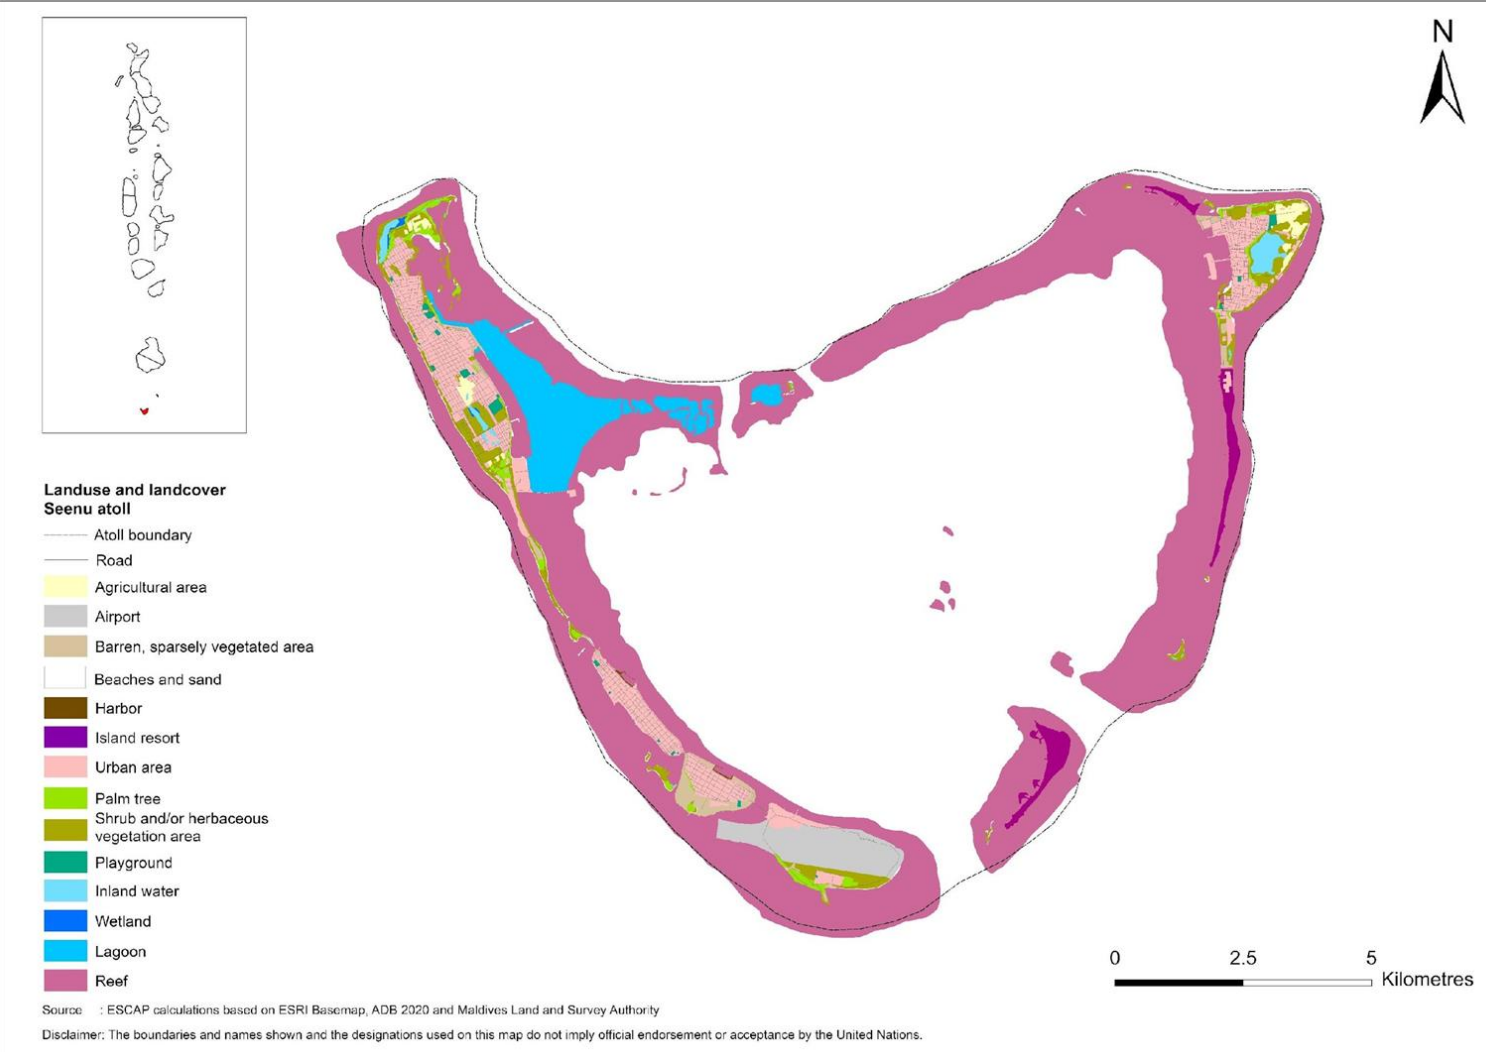 N
Landuse and landcover
Seenu atoll
Atoll boundary
Road
Agricultural area
Airport
Barren, sparsely vegetated area
Beaches and sand
Harbor
Island resort
Urban area
Palm tree
Shrub and/or herbaceous
vegetation area
Playground
Inland water
Wetland
Lagoon
Reef
0 2.5 5
Kilometres
Source : ESCAP calculations based on ESRI Basemap, ADB 2020 and Maldives Land and Survey Authority
Disclaimer: The boundaries and names shown and the designations used on this map do not imply official endorsement or acceptance by the United Nations.